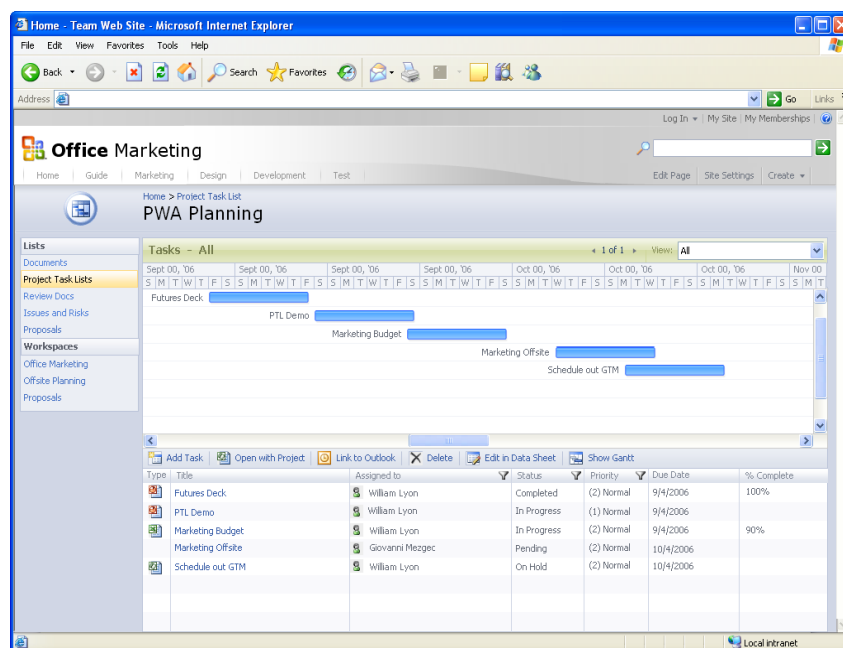 Home - Team Web Site - Microsoft Internet Explorer
File Edit View Favorites Tools Help
Back Search Favorites
Address Go Links
Log In My Site My Memberships
Office Marketing
Home Guide Marketing Design Development Test Edit Page Site Settings Create
Home > Project Task List
PWA Planning
Lists
Documents
Project Task Lists
Review Docs
Issues and Risks
Proposals
Workspaces
Office Marketing
Offsite Planning
Proposals
Tasks - All 1 of 1 View: All
Sept 00, '06 Sept 00, '06 Sept 00, '06 Sept 00, '06 Oct 00, '06 Oct 00, '06 Oct 00, '06 Nov 00
S M T W T F S S M T W T F S S M T W T F S S M T W T F S S M T W T F S S M T W T F S S M T W T F S S M T
Futures Deck
PTL Demo
Marketing Budget
Marketing Offsite
Schedule out GTM
Add Task Open with Project Link to Outlook Delete Edit in Data Sheet Show Gantt
Type Title Assigned to Status Priority Due Date % Complete
Futures Deck William Lyon Completed (2) Normal 9/4/2006 100%
PTL Demo William Lyon In Progress (1) Normal 9/4/2006
Marketing Budget William Lyon In Progress (2) Normal 9/4/2006 90%
Marketing Offsite Giovanni Mezgec Pending (2) Normal 10/4/2006
Schedule out GTM William Lyon On Hold (2) Normal 10/4/2006
Local intranet